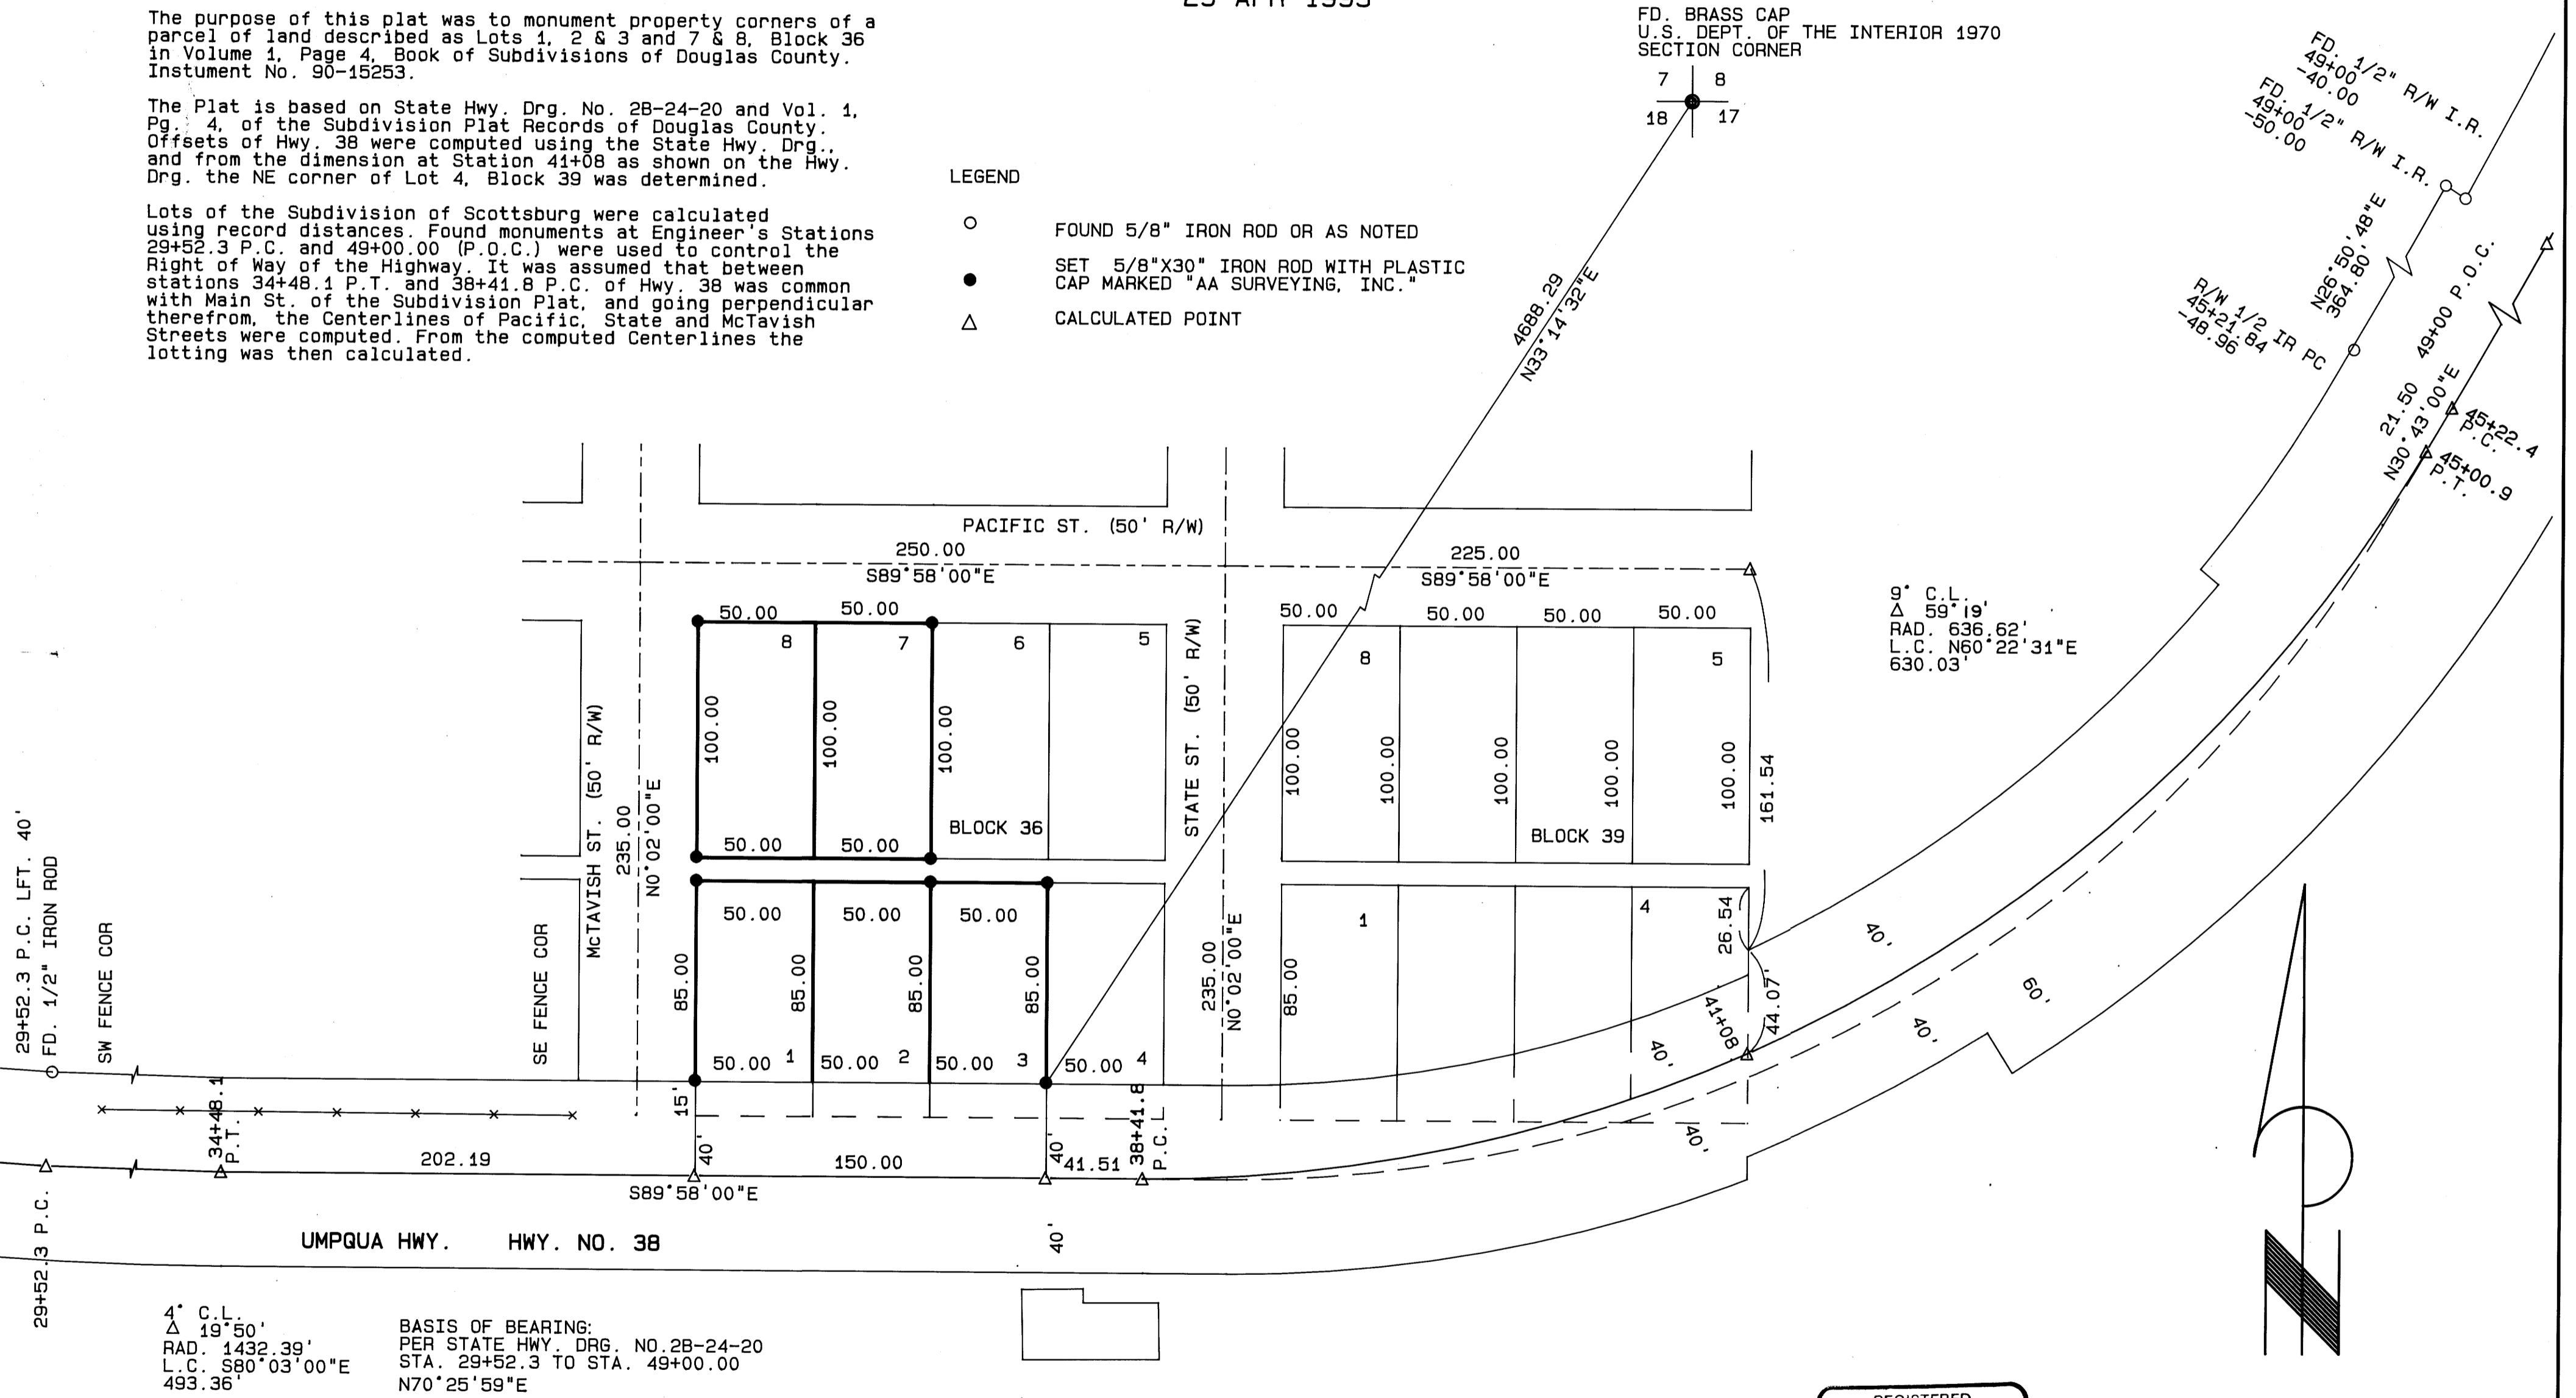 The purpose of this plat was to monument property corners of a
parcel of land described as Lots 1, 2 & 3 and 7 & 8, Block 36
in Volume 1, Page 4, Book of Subdivisions of Douglas County.
Instument No. 90-15253.
The Plat is based on State Hwy. Drg. No. 2B-24-20 and Vol. 1,
Pg. 4, of the Subdivision Plat Records of Douglas County.
Offsets of Hwy. 38 were computed using the State Hwy. Drg.,
and from the dimension at Station 41+08 as shown on the Hwy.
Drg. the NE corner of Lot 4, Block 39 was determined.
Lots of the Subdivision of Scottsburg were calculated
using record distances. Found monuments at Engineer's Stations
29+52.3 P.C. and 49+00.00 (P.O.C.) were used to control the
Right of Way of the Highway. It was assumed that between
stations 34+48.1 P.T. and 38+41.8 P.C. of Hwy. 38 was common
with Main St. of the Subdivision Plat, and going perpendicular
therefrom, the Centerlines of Pacific, State and McTavish
Streets were computed. From the computed Centerlines the
lotting was then calculated.
LEGEND
FOUND 5/8" IRON ROD OR AS NOTED
SET 5/8"X30" IRON ROD WITH PLASTIC
CAP MARKED "AA SURVEYING, INC."
CALCULATED POINT
FD. BRASS CAP
U.S. DEPT. OF THE INTERIOR 1970
SECTION CORNER
7 8
18 17
4688.29
N33°14'32"E
FD. 1/2" R/W I.R.
49+00
-40.00
FD. 1/2" R/W I.R.
49+00
-50.00
N26°50'48"E
364.80'
R/W 1/2 IR PC
45+21.84
-48.96
49+00 P.O.C.
21.50
N30°43'00"E
45+22.4
P.C.
45+00.9
P.T.
PACIFIC ST. (50' R/W)
250.00
S89°58'00"E
225.00
S89°58'00"E
50.00 50.00
50.00 50.00 50.00 50.00
8 7 6 5
8 5
100.00 100.00 100.00
100.00 100.00 100.00 100.00 100.00
161.54
BLOCK 36
BLOCK 39
50.00 50.00
McTAVISH ST. (50' R/W)
235.00
N0°02'00"E
STATE ST. (50' R/W)
235.00
N0°02'00"E
50.00 50.00 50.00
85.00 85.00 85.00 85.00
85.00
50.00 1 50.00 2 50.00 3 50.00 4
1 4
26.54
44.07'
41+08
9° C.L.
Δ 59°19'
RAD. 636.62'
L.C. N60°22'31"E
630.03'
40'
40'
60'
40'
40'
29+52.3 P.C. LFT. 40'
FD. 1/2" IRON ROD
SW FENCE COR
SE FENCE COR
34+48.1
P.T.
15'
40'
40'
38+41.8
P.C.
202.19
150.00
41.51
S89°58'00"E
29+52.3 P.C.
UMPQUA HWY. HWY. NO. 38
40'
4° C.L.
Δ 19°50'
RAD. 1432.39'
L.C. S80°03'00"E
493.36'
BASIS OF BEARING:
PER STATE HWY. DRG. NO.2B-24-20
STA. 29+52.3 TO STA. 49+00.00
N70°25'59"E